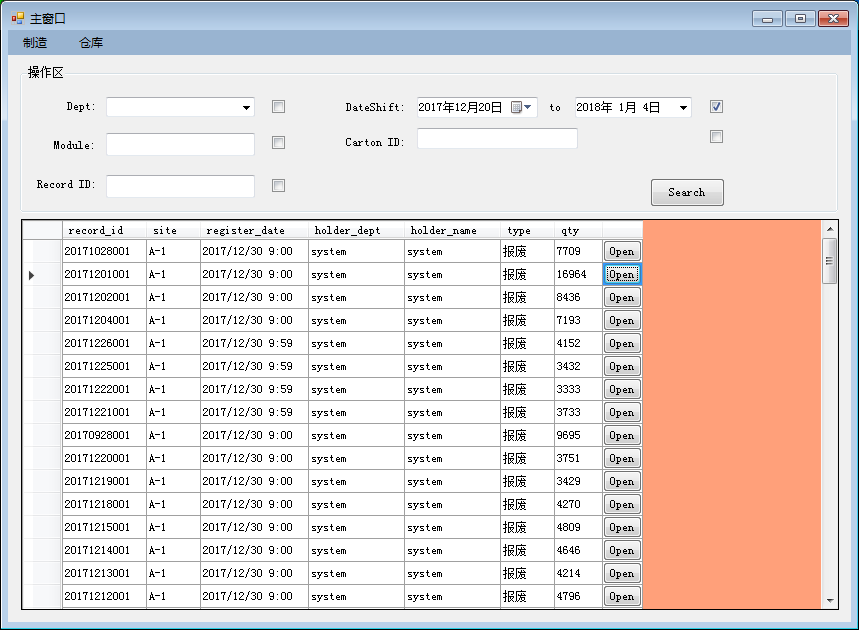 主窗口
制造 仓库
操作区
Dept: DateShift: 2017年12月20日 to 2018年 1月 4日
Module: Carton ID:
Record ID:
Search
record_id site register_date holder_dept holder_name type qty
20171028001 A-1 2017/12/30 9:00 system system 报废 7709 Open
20171201001 A-1 2017/12/30 9:00 system system 报废 16964 Open
20171202001 A-1 2017/12/30 9:00 system system 报废 8436 Open
20171204001 A-1 2017/12/30 9:00 system system 报废 7193 Open
20171226001 A-1 2017/12/30 9:59 system system 报废 4152 Open
20171225001 A-1 2017/12/30 9:59 system system 报废 3432 Open
20171222001 A-1 2017/12/30 9:59 system system 报废 3333 Open
20171221001 A-1 2017/12/30 9:59 system system 报废 3733 Open
20170928001 A-1 2017/12/30 9:00 system system 报废 9695 Open
20171220001 A-1 2017/12/30 9:00 system system 报废 3751 Open
20171219001 A-1 2017/12/30 9:00 system system 报废 3429 Open
20171218001 A-1 2017/12/30 9:00 system system 报废 4270 Open
20171215001 A-1 2017/12/30 9:00 system system 报废 4809 Open
20171214001 A-1 2017/12/30 9:00 system system 报废 4646 Open
20171213001 A-1 2017/12/30 9:00 system system 报废 4214 Open
20171212001 A-1 2017/12/30 9:00 system system 报废 4796 Open